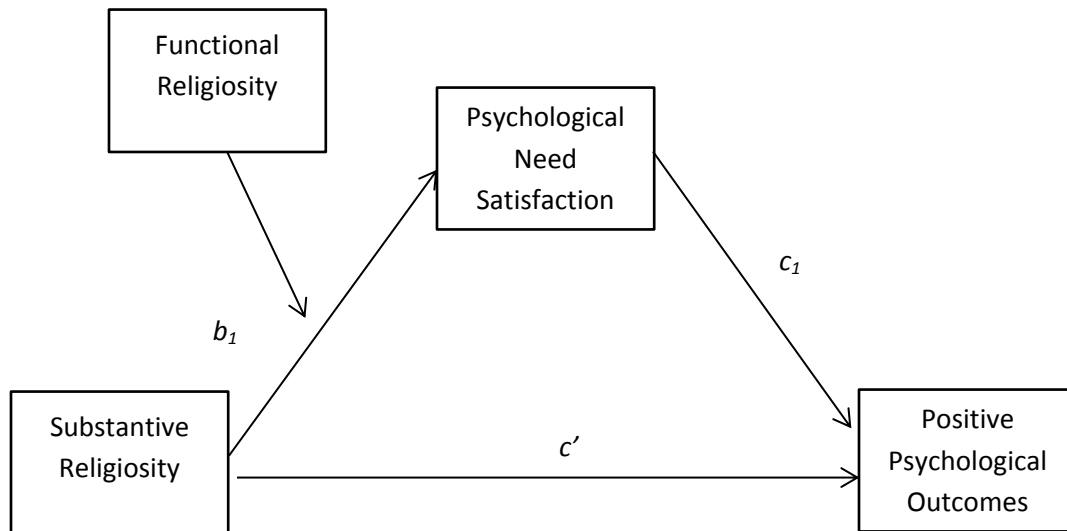 Functional
Religiosity
Psychological
Need
Satisfaction
c₁
b₁
Substantive
Religiosity
c’
Positive
Psychological
Outcomes